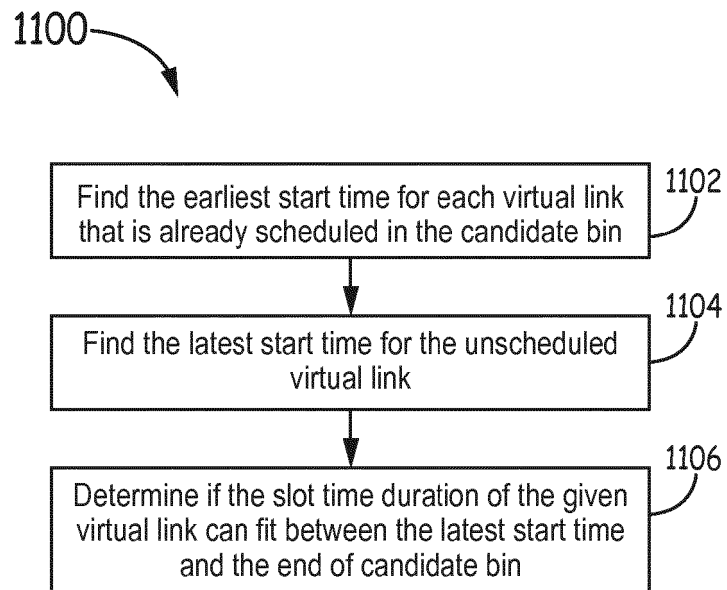 1100
1102
Find the earliest start time for each virtual link
that is already scheduled in the candidate bin
1104
Find the latest start time for the unscheduled
virtual link
1106
Determine if the slot time duration of the given
virtual link can fit between the latest start time
and the end of candidate bin